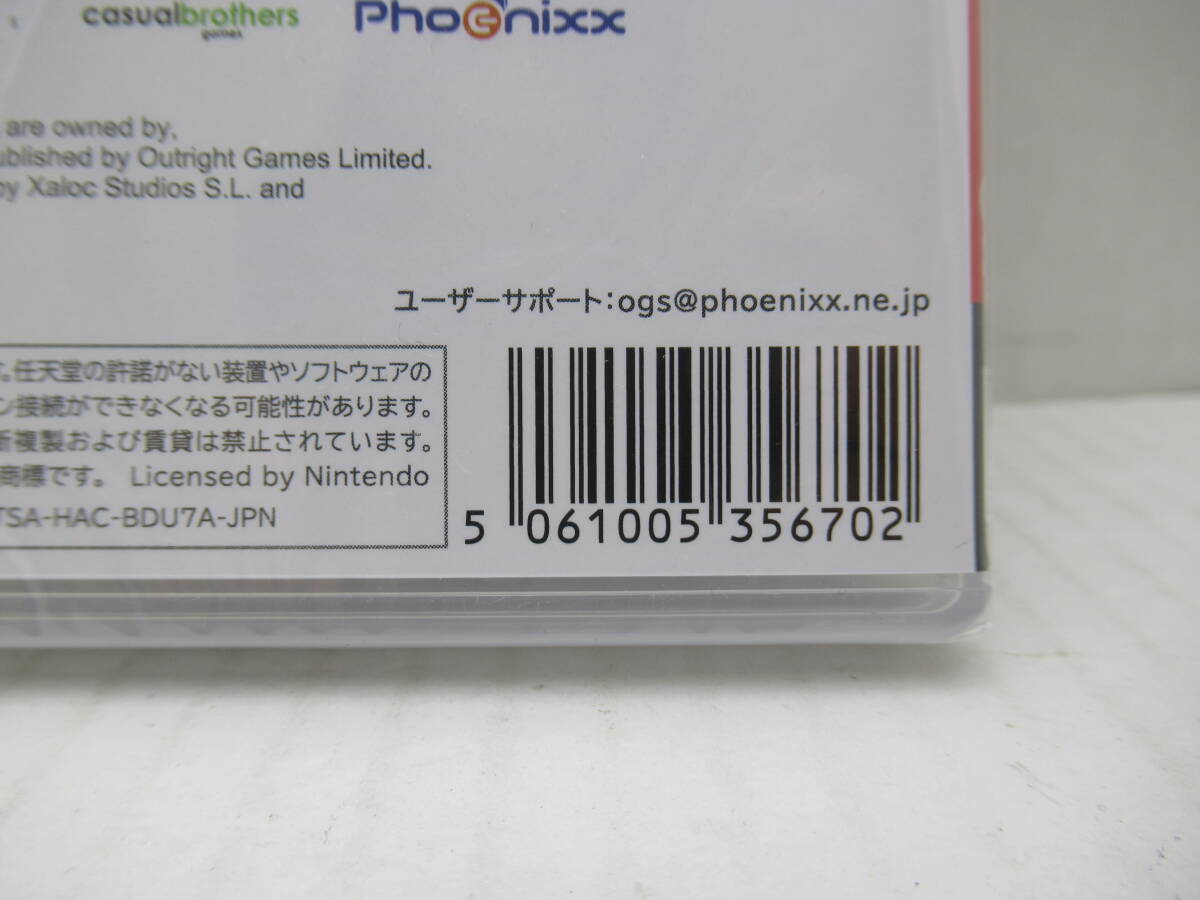 casualbrothers
games
Phoenixx
are owned by,
ublished by Outright Games Limited.
by Xaloc Studios S.L. and
ユーザーサポート:ogs@phoenixx.ne.jp
す。任天堂の許諾がない装置やソフトウェアの
ン接続ができなくなる可能性があります。
断複製および賃貸は禁止されています。
商標です。 Licensed by Nintendo
TSA-HAC-BDU7A-JPN
5 061005 356702